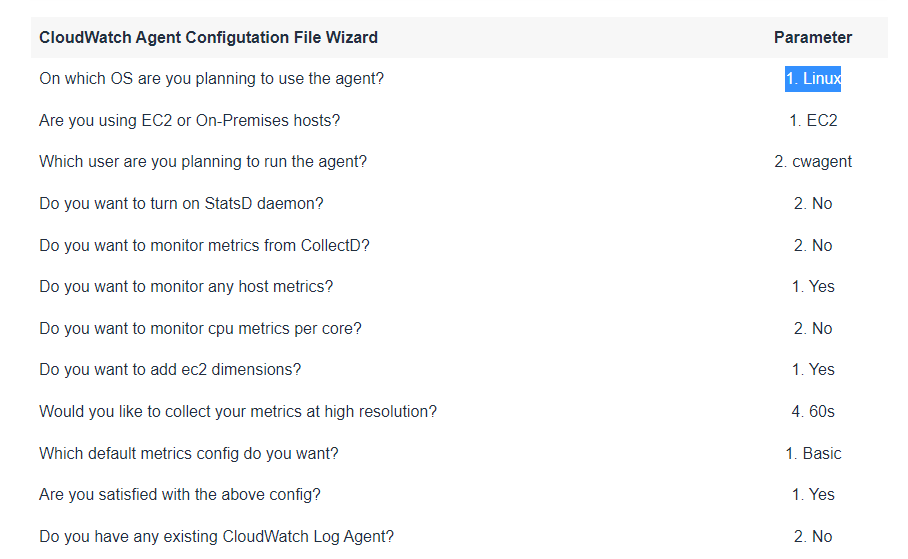 CloudWatch Agent Configutation File Wizard Parameter
On which OS are you planning to use the agent? 1. Linux
Are you using EC2 or On-Premises hosts? 1. EC2
Which user are you planning to run the agent? 2. cwagent
Do you want to turn on StatsD daemon? 2. No
Do you want to monitor metrics from CollectD? 2. No
Do you want to monitor any host metrics? 1. Yes
Do you want to monitor cpu metrics per core? 2. No
Do you want to add ec2 dimensions? 1. Yes
Would you like to collect your metrics at high resolution? 4. 60s
Which default metrics config do you want? 1. Basic
Are you satisfied with the above config? 1. Yes
Do you have any existing CloudWatch Log Agent? 2. No